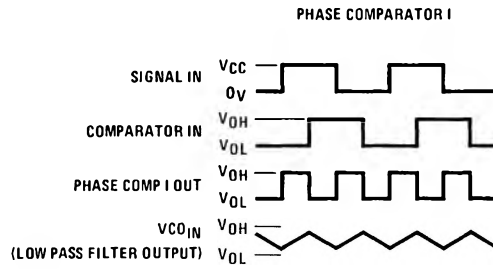 PHASE COMPARATOR I
SIGNAL IN
VCC
0V
COMPARATOR IN
VOH
VOL
PHASE COMP I OUT
VOH
VOL
VCOIN
(LOW PASS FILTER OUTPUT)
VOH
VOL